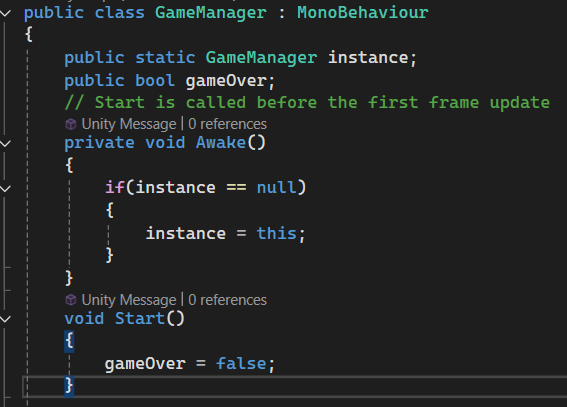 public class GameManager : MonoBehaviour
{
public static GameManager instance;
public bool gameOver;
// Start is called before the first frame update
Unity Message | 0 references
private void Awake()
{
if(instance == null)
{
instance = this;
}
}
Unity Message | 0 references
void Start()
{
gameOver = false;
}